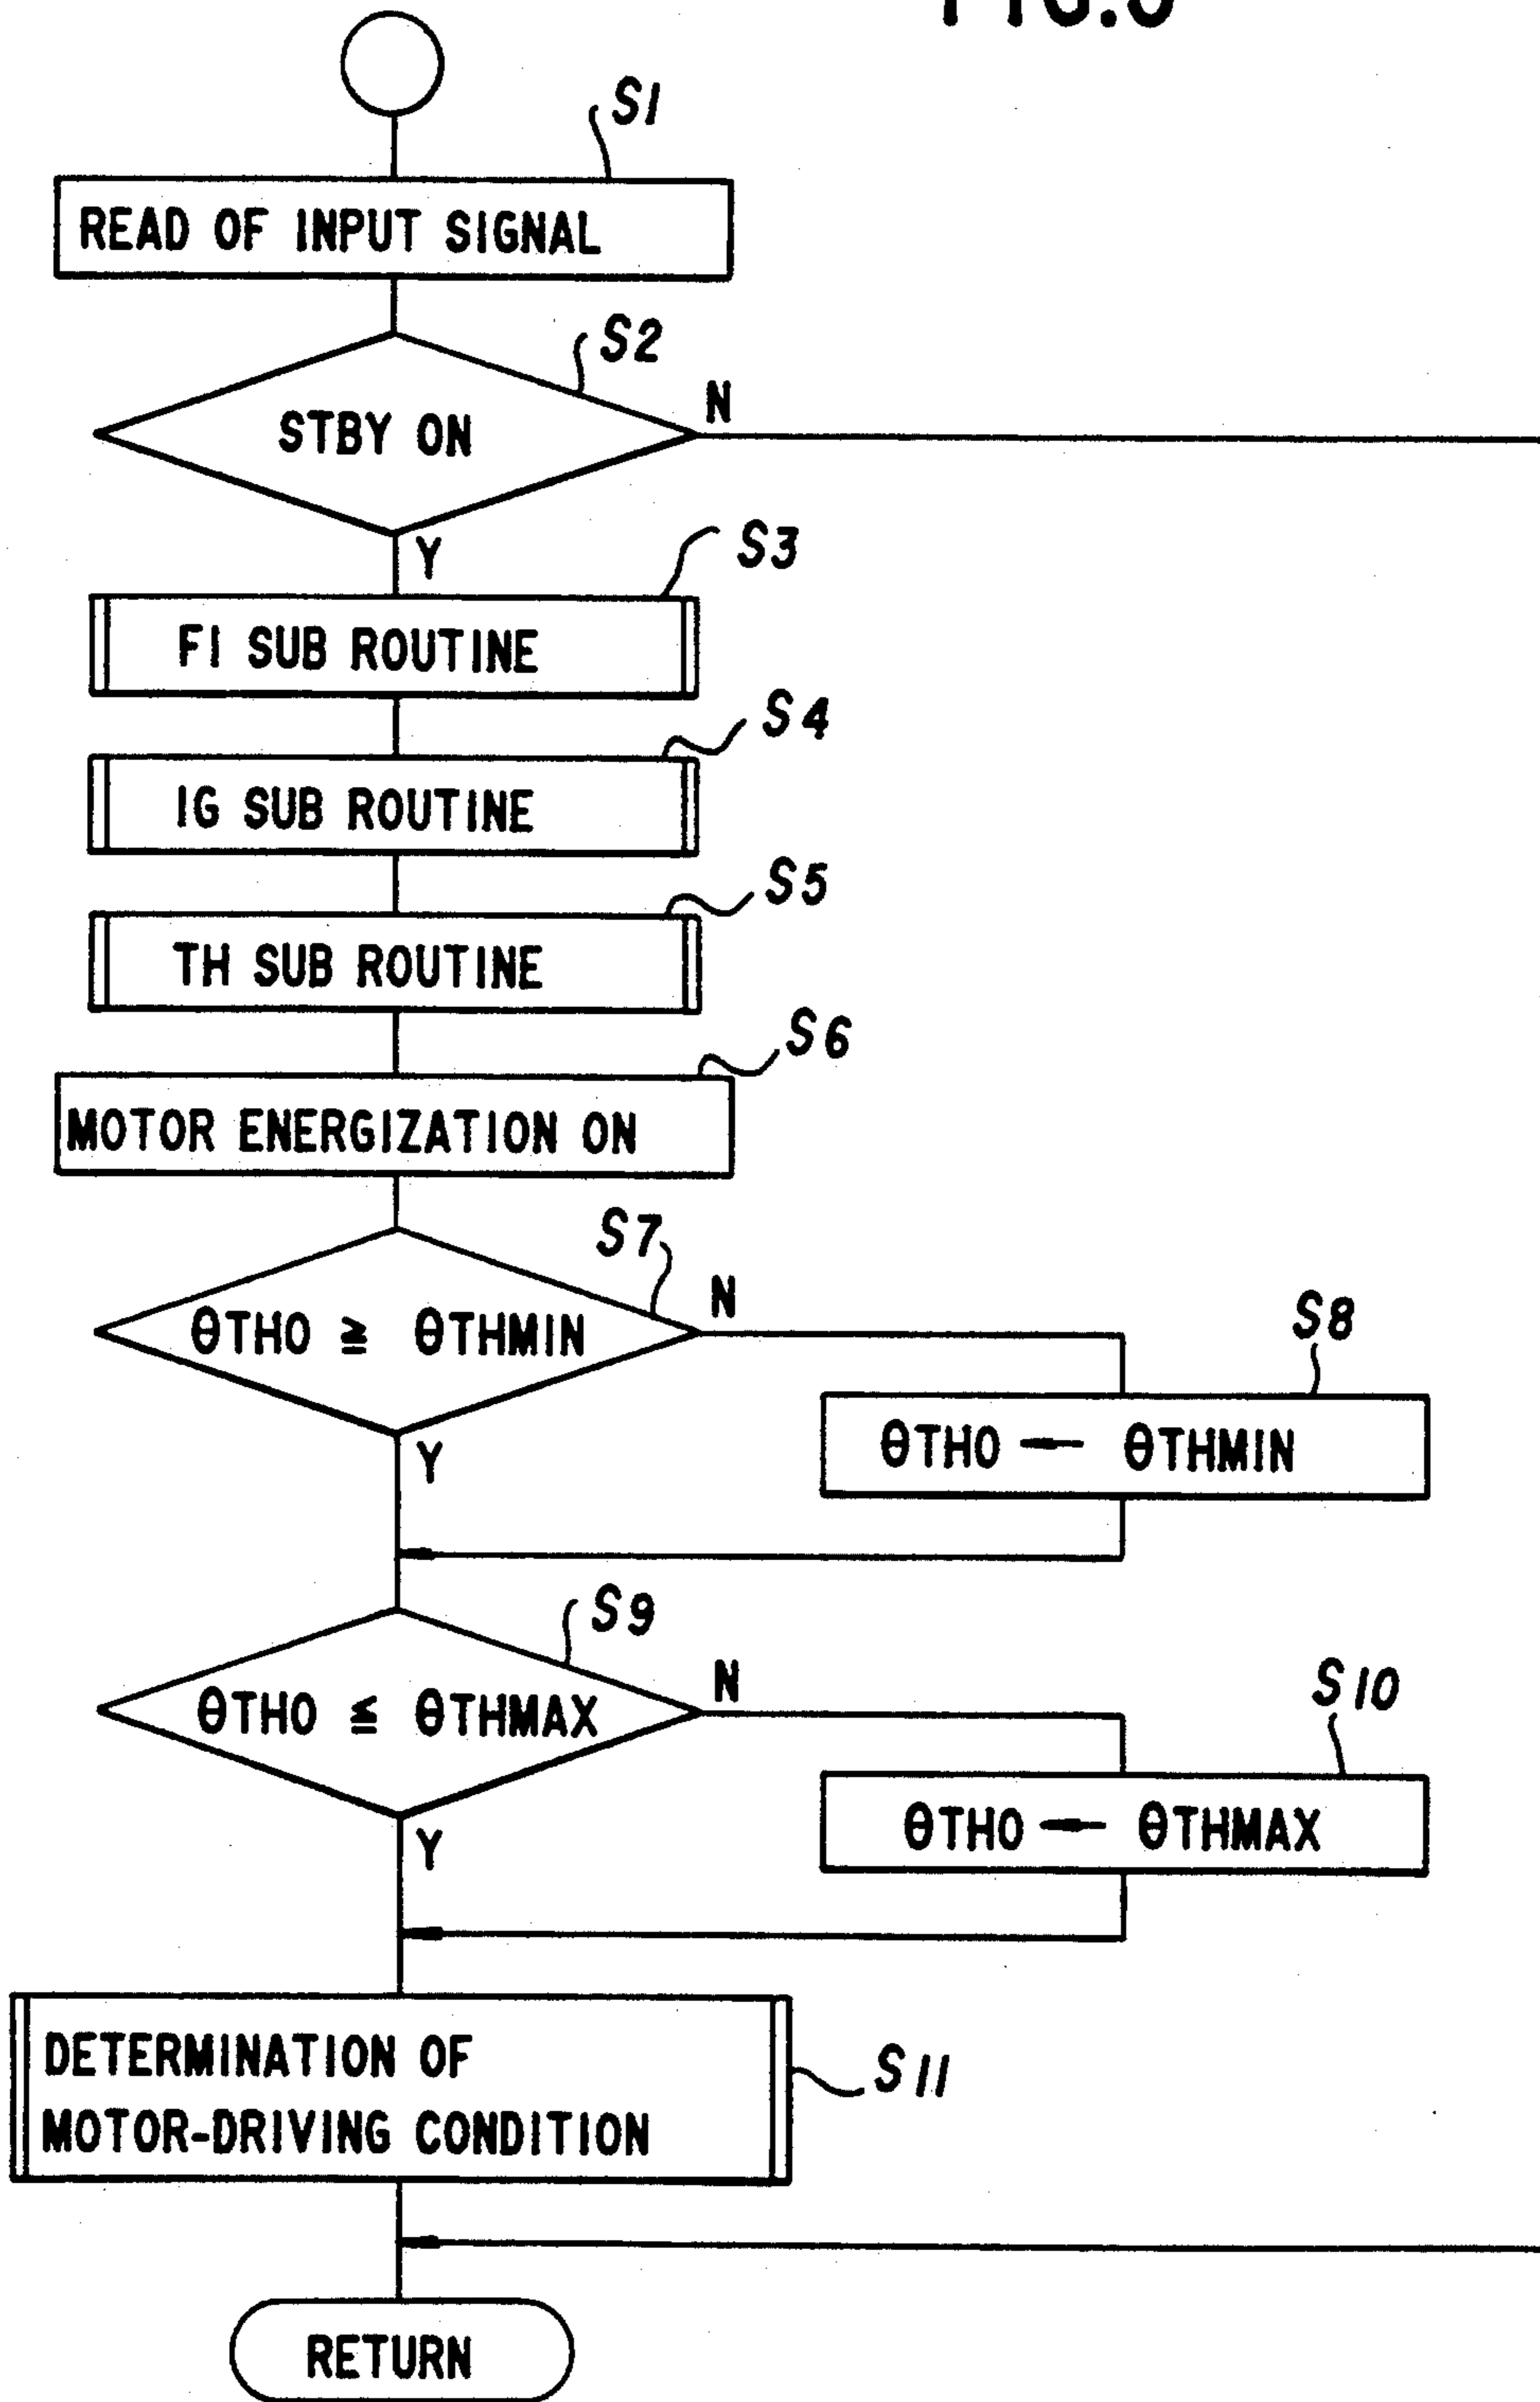 S1
READ OF INPUT SIGNAL
S2
STBY ON
N
Y
S3
FI SUB ROUTINE
S4
IG SUB ROUTINE
S5
TH SUB ROUTINE
S6
MOTOR ENERGIZATION ON
S7
θTHO ≧ θTHMIN
N
Y
S8
θTHO ← θTHMIN
S9
θTHO ≦ θTHMAX
N
Y
S10
θTHO ← θTHMAX
S11
DETERMINATION OF
MOTOR-DRIVING CONDITION
RETURN